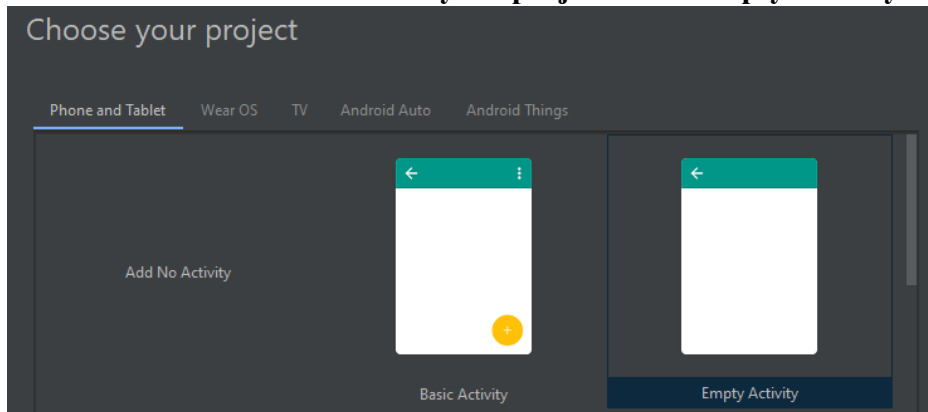 Choose your project
Phone and Tablet Wear OS TV Android Auto Android Things
Add No Activity
Basic Activity
Empty Activity